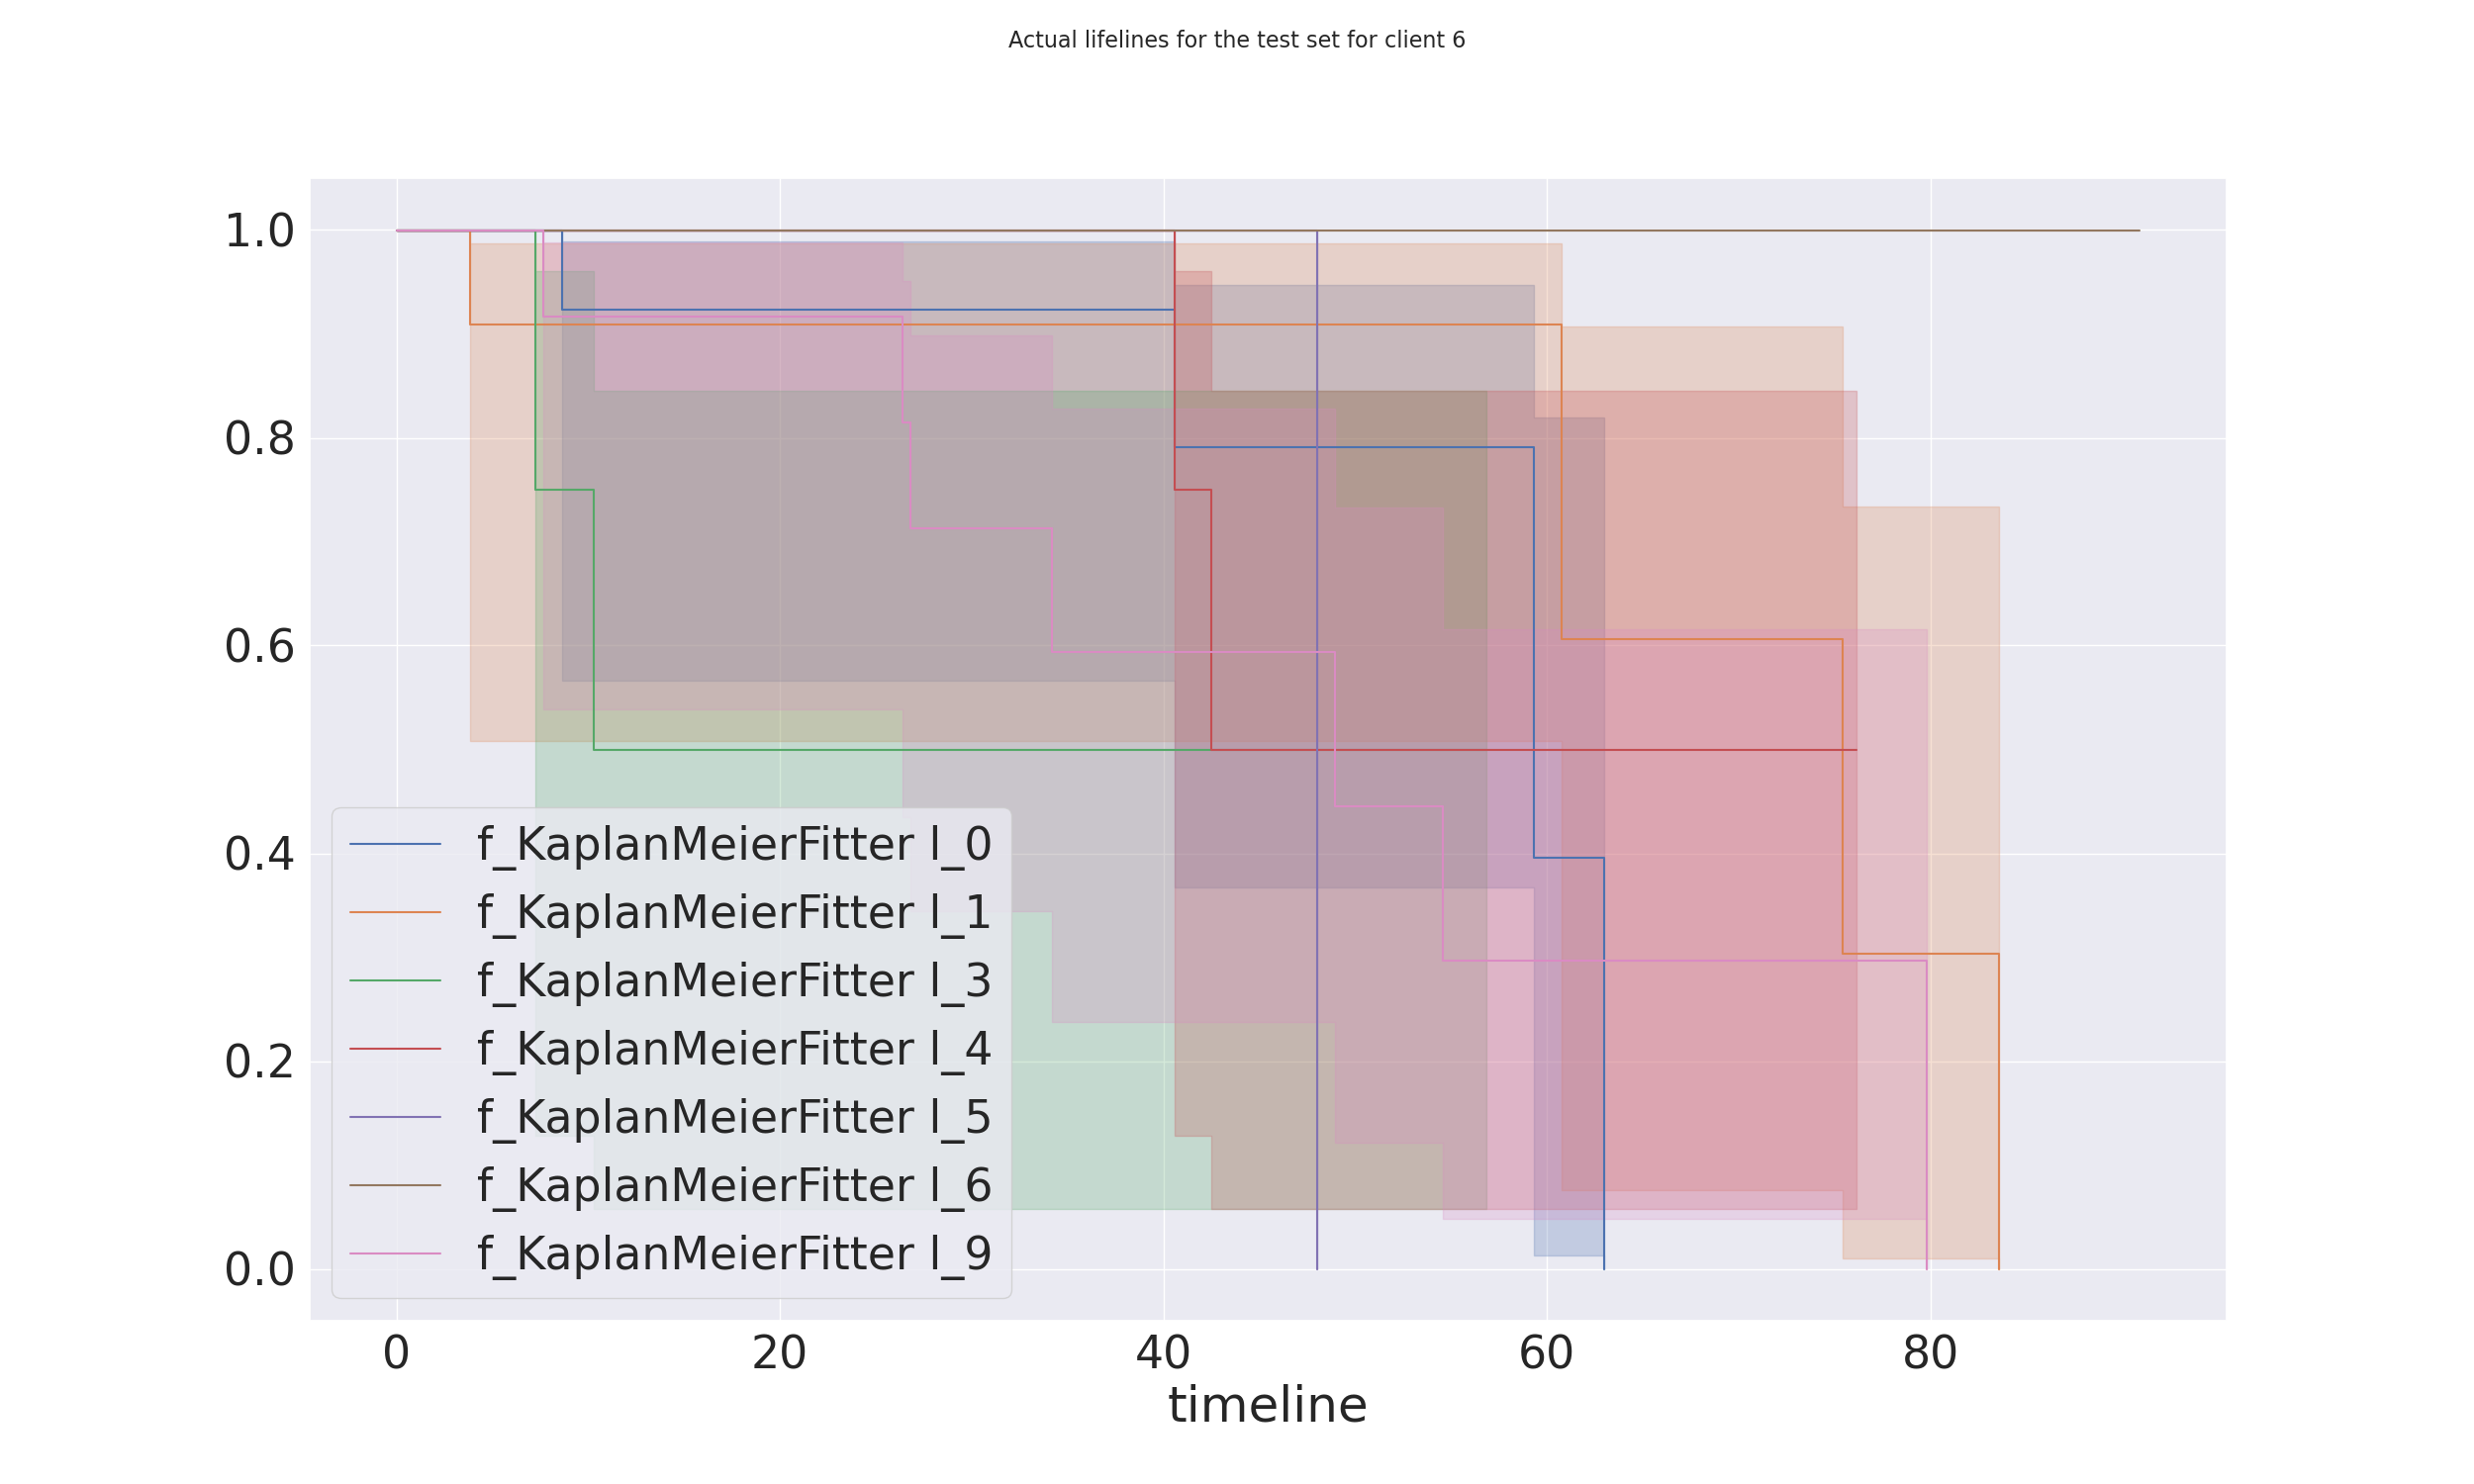 Actual lifelines for the test set for client 6
1.0
0.8
0.6
0.4
0.2
0.0
f_KaplanMeierFitter l_0
f_KaplanMeierFitter l_1
f_KaplanMeierFitter l_3
f_KaplanMeierFitter l_4
f_KaplanMeierFitter l_5
f_KaplanMeierFitter l_6
f_KaplanMeierFitter l_9
0 20 40 60 80
timeline